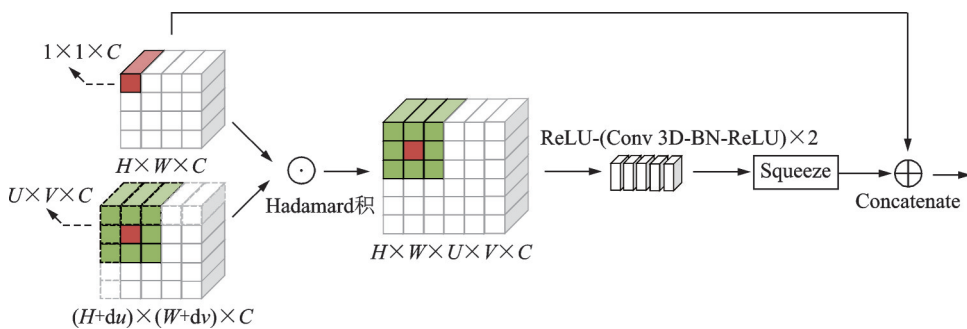 1×1×C
H×W×C
U×V×C
(H+du)×(W+dv)×C
Hadamard积
H×W×U×V×C
ReLU-(Conv 3D-BN-ReLU)×2
Squeeze
Concatenate